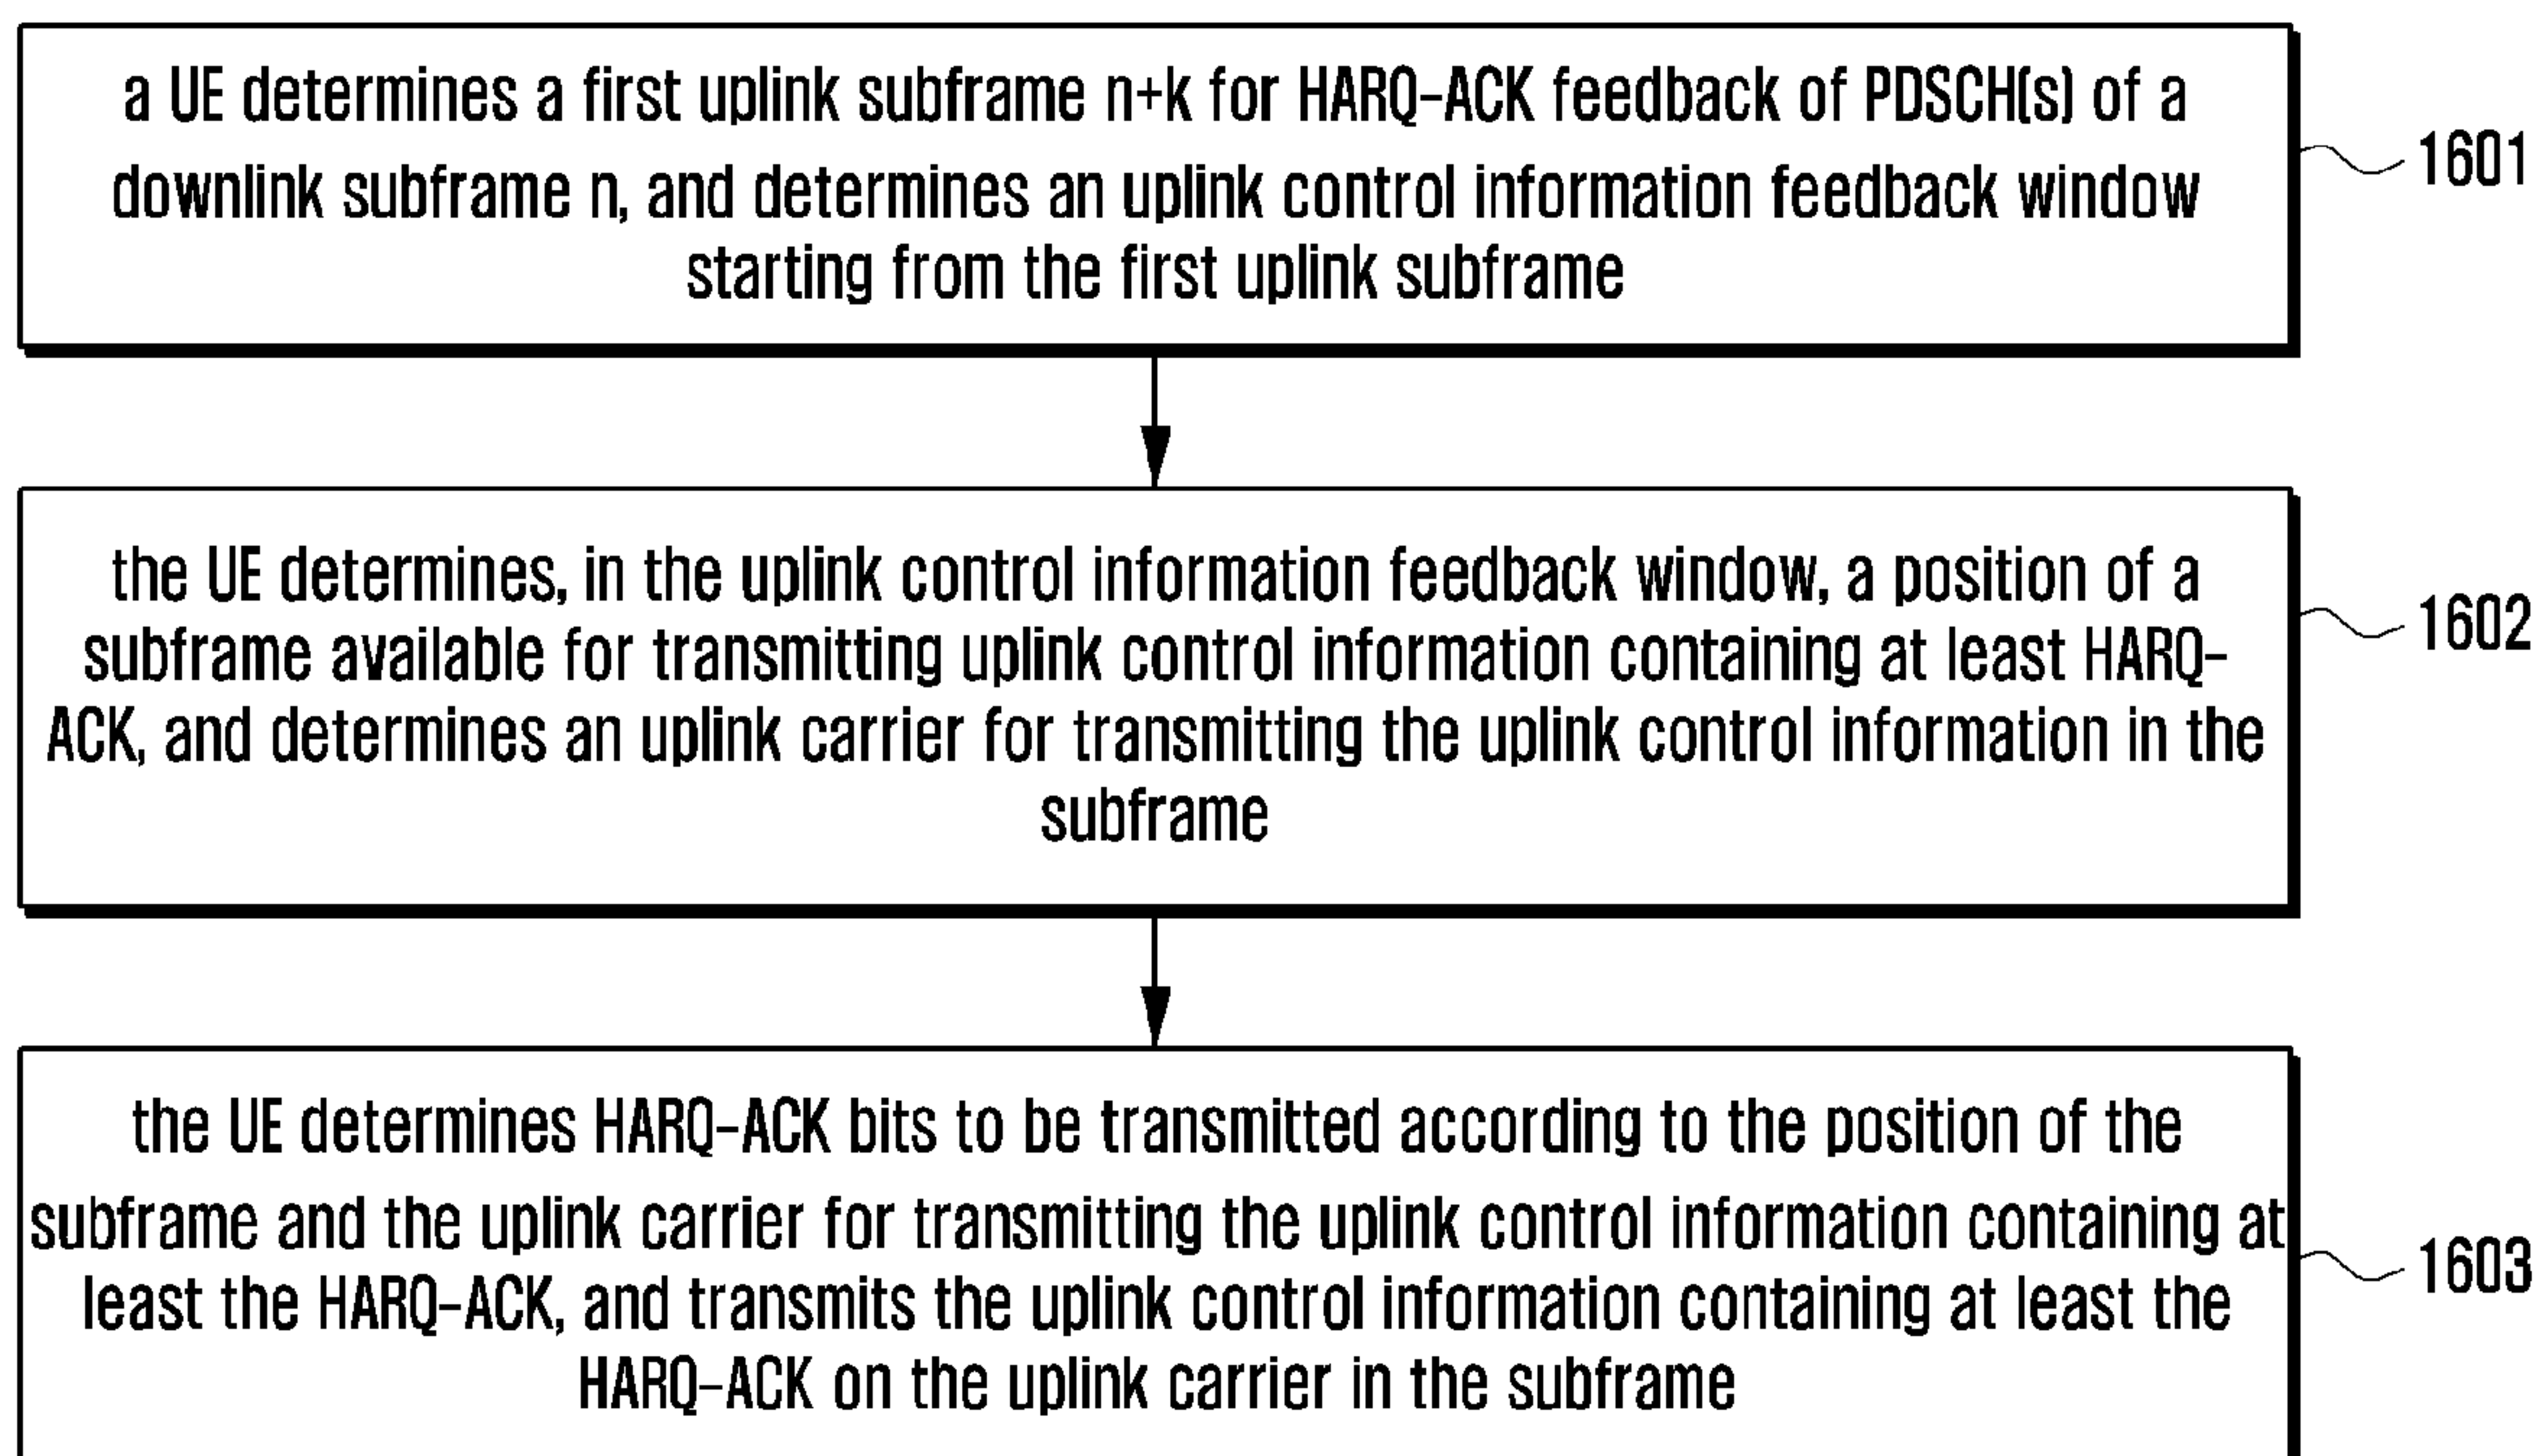 a UE determines a first uplink subframe n+k for HARQ-ACK feedback of PDSCH(s) of a
downlink subframe n, and determines an uplink control information feedback window
starting from the first uplink subframe
1601
the UE determines, in the uplink control information feedback window, a position of a
subframe available for transmitting uplink control information containing at least HARQ-
ACK, and determines an uplink carrier for transmitting the uplink control information in the
subframe
1602
the UE determines HARQ-ACK bits to be transmitted according to the position of the
subframe and the uplink carrier for transmitting the uplink control information containing at
least the HARQ-ACK, and transmits the uplink control information containing at least the
HARQ-ACK on the uplink carrier in the subframe
1603